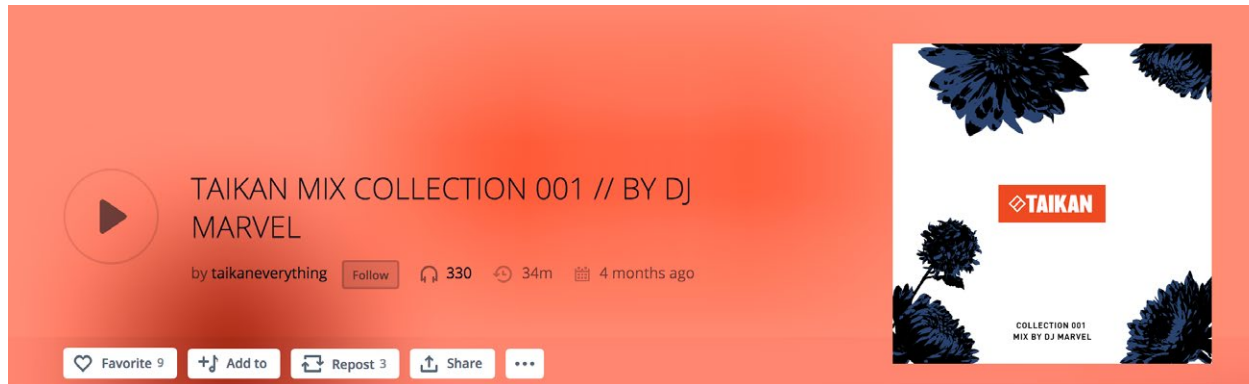 TAIKAN MIX COLLECTION 001 // BY DJ
MARVEL
by taikaneverything Follow 330 34m 4 months ago
Favorite 9 Add to Repost 3 Share
TAIKAN
COLLECTION 001
MIX BY DJ MARVEL